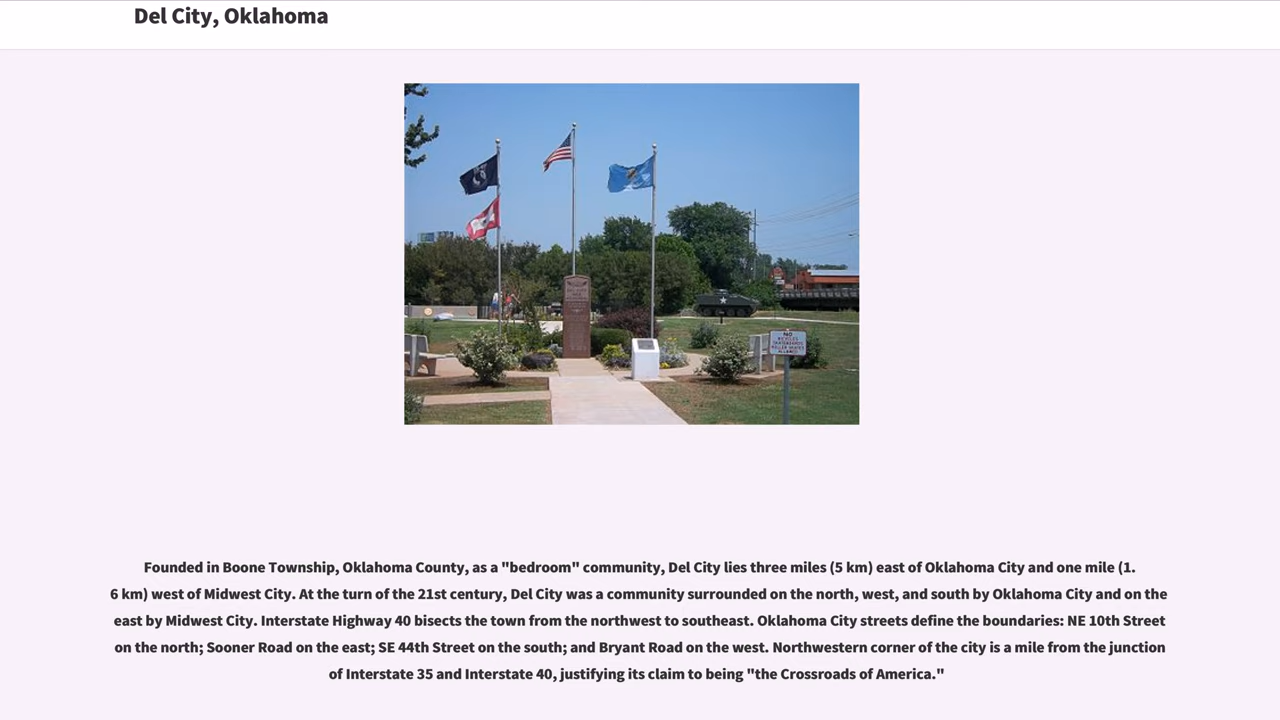 Del City, Oklahoma
NO
BICYCLES
SKATEBOARDS
ROLLER SKATES
ALLOWED
Founded in Boone Township, Oklahoma County, as a "bedroom" community, Del City lies three miles (5 km) east of Oklahoma City and one mile (1.
6 km) west of Midwest City. At the turn of the 21st century, Del City was a community surrounded on the north, west, and south by Oklahoma City and on the
east by Midwest City. Interstate Highway 40 bisects the town from the northwest to southeast. Oklahoma City streets define the boundaries: NE 10th Street
on the north; Sooner Road on the east; SE 44th Street on the south; and Bryant Road on the west. Northwestern corner of the city is a mile from the junction
of Interstate 35 and Interstate 40, justifying its claim to being "the Crossroads of America."